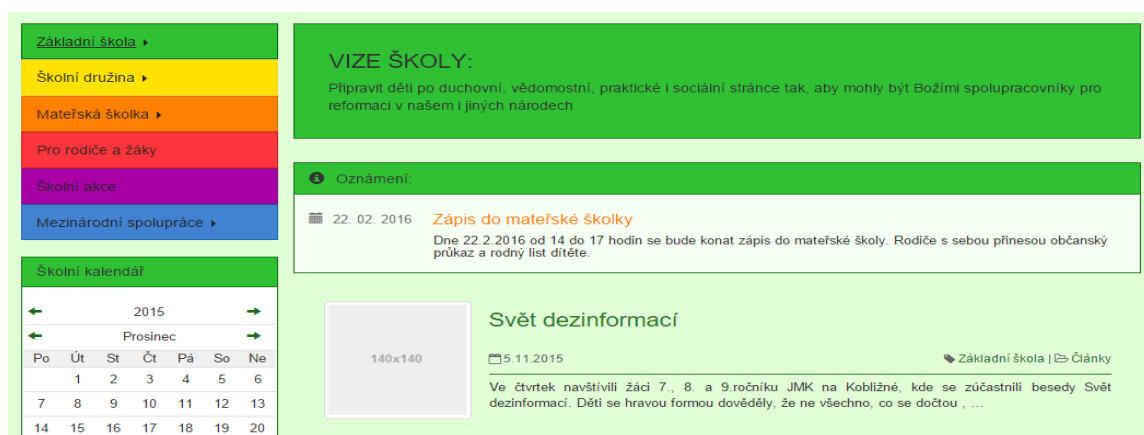 Základní škola
Školní družina
Mateřská školka
Pro rodiče a žáky
Školní akce
Mezinárodní spolupráce
Školní kalendář
2015
Prosinec
Po Út St Čt Pá So Ne
1 2 3 4 5 6
7 8 9 10 11 12 13
14 15 16 17 18 19 20
VIZE ŠKOLY:
Připravit děti po duchovní, vědomostní, praktické i sociální stránce tak, aby mohly být Božími spolupracovníky pro
reformaci v našem i jiných národech
Oznámení:
22. 02. 2016 Zápis do mateřské školky
Dne 22.2.2016 od 14 do 17 hodin se bude konat zápis do mateřské školy. Rodiče s sebou přinesou občanský
průkaz a rodný list dítěte.
140x140
Svět dezinformací
5.11.2015 Základní škola | Články
Ve čtvrtek navštívili žáci 7., 8. a 9.ročníku JMK na Kobližné, kde se zúčastnili besedy Svět
dezinformací. Děti se hravou formou dověděly, že ne všechno, co se dočtou , ...